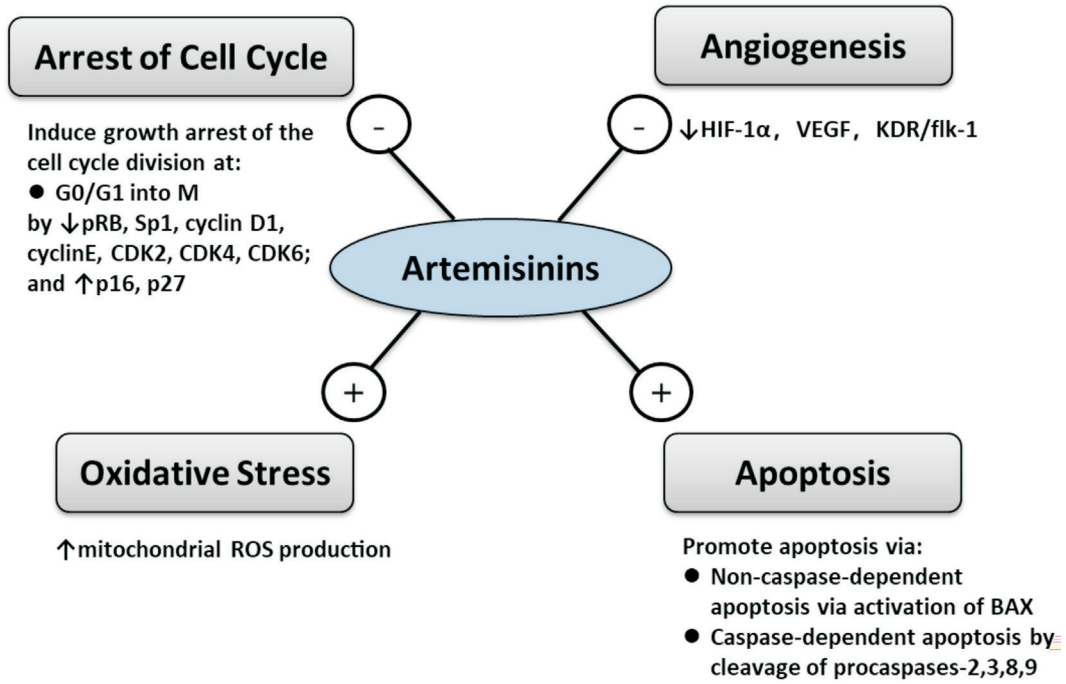 Arrest of Cell Cycle
-
Induce growth arrest of the
cell cycle division at:
● G0/G1 into M
by ↓pRB, Sp1, cyclin D1,
cyclinE, CDK2, CDK4, CDK6;
and ↑p16, p27
Angiogenesis
-
↓HIF-1α, VEGF, KDR/flk-1
Artemisinins
+
Oxidative Stress
↑mitochondrial ROS production
+
Apoptosis
Promote apoptosis via:
● Non-caspase-dependent
apoptosis via activation of BAX
● Caspase-dependent apoptosis by
cleavage of procaspases-2,3,8,9